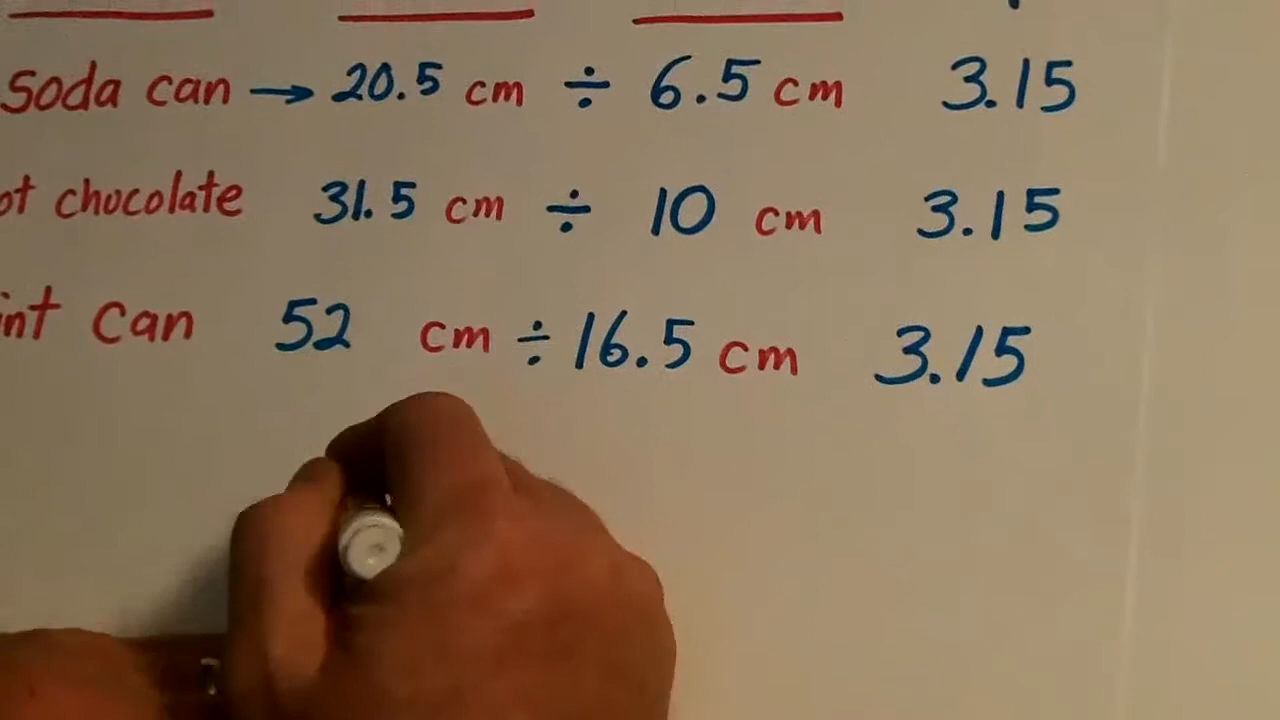 Soda can → 20.5 cm ÷ 6.5 cm 3.15
ot chocolate 31.5 cm ÷ 10 cm 3.15
int can 52 cm ÷ 16.5 cm 3.15